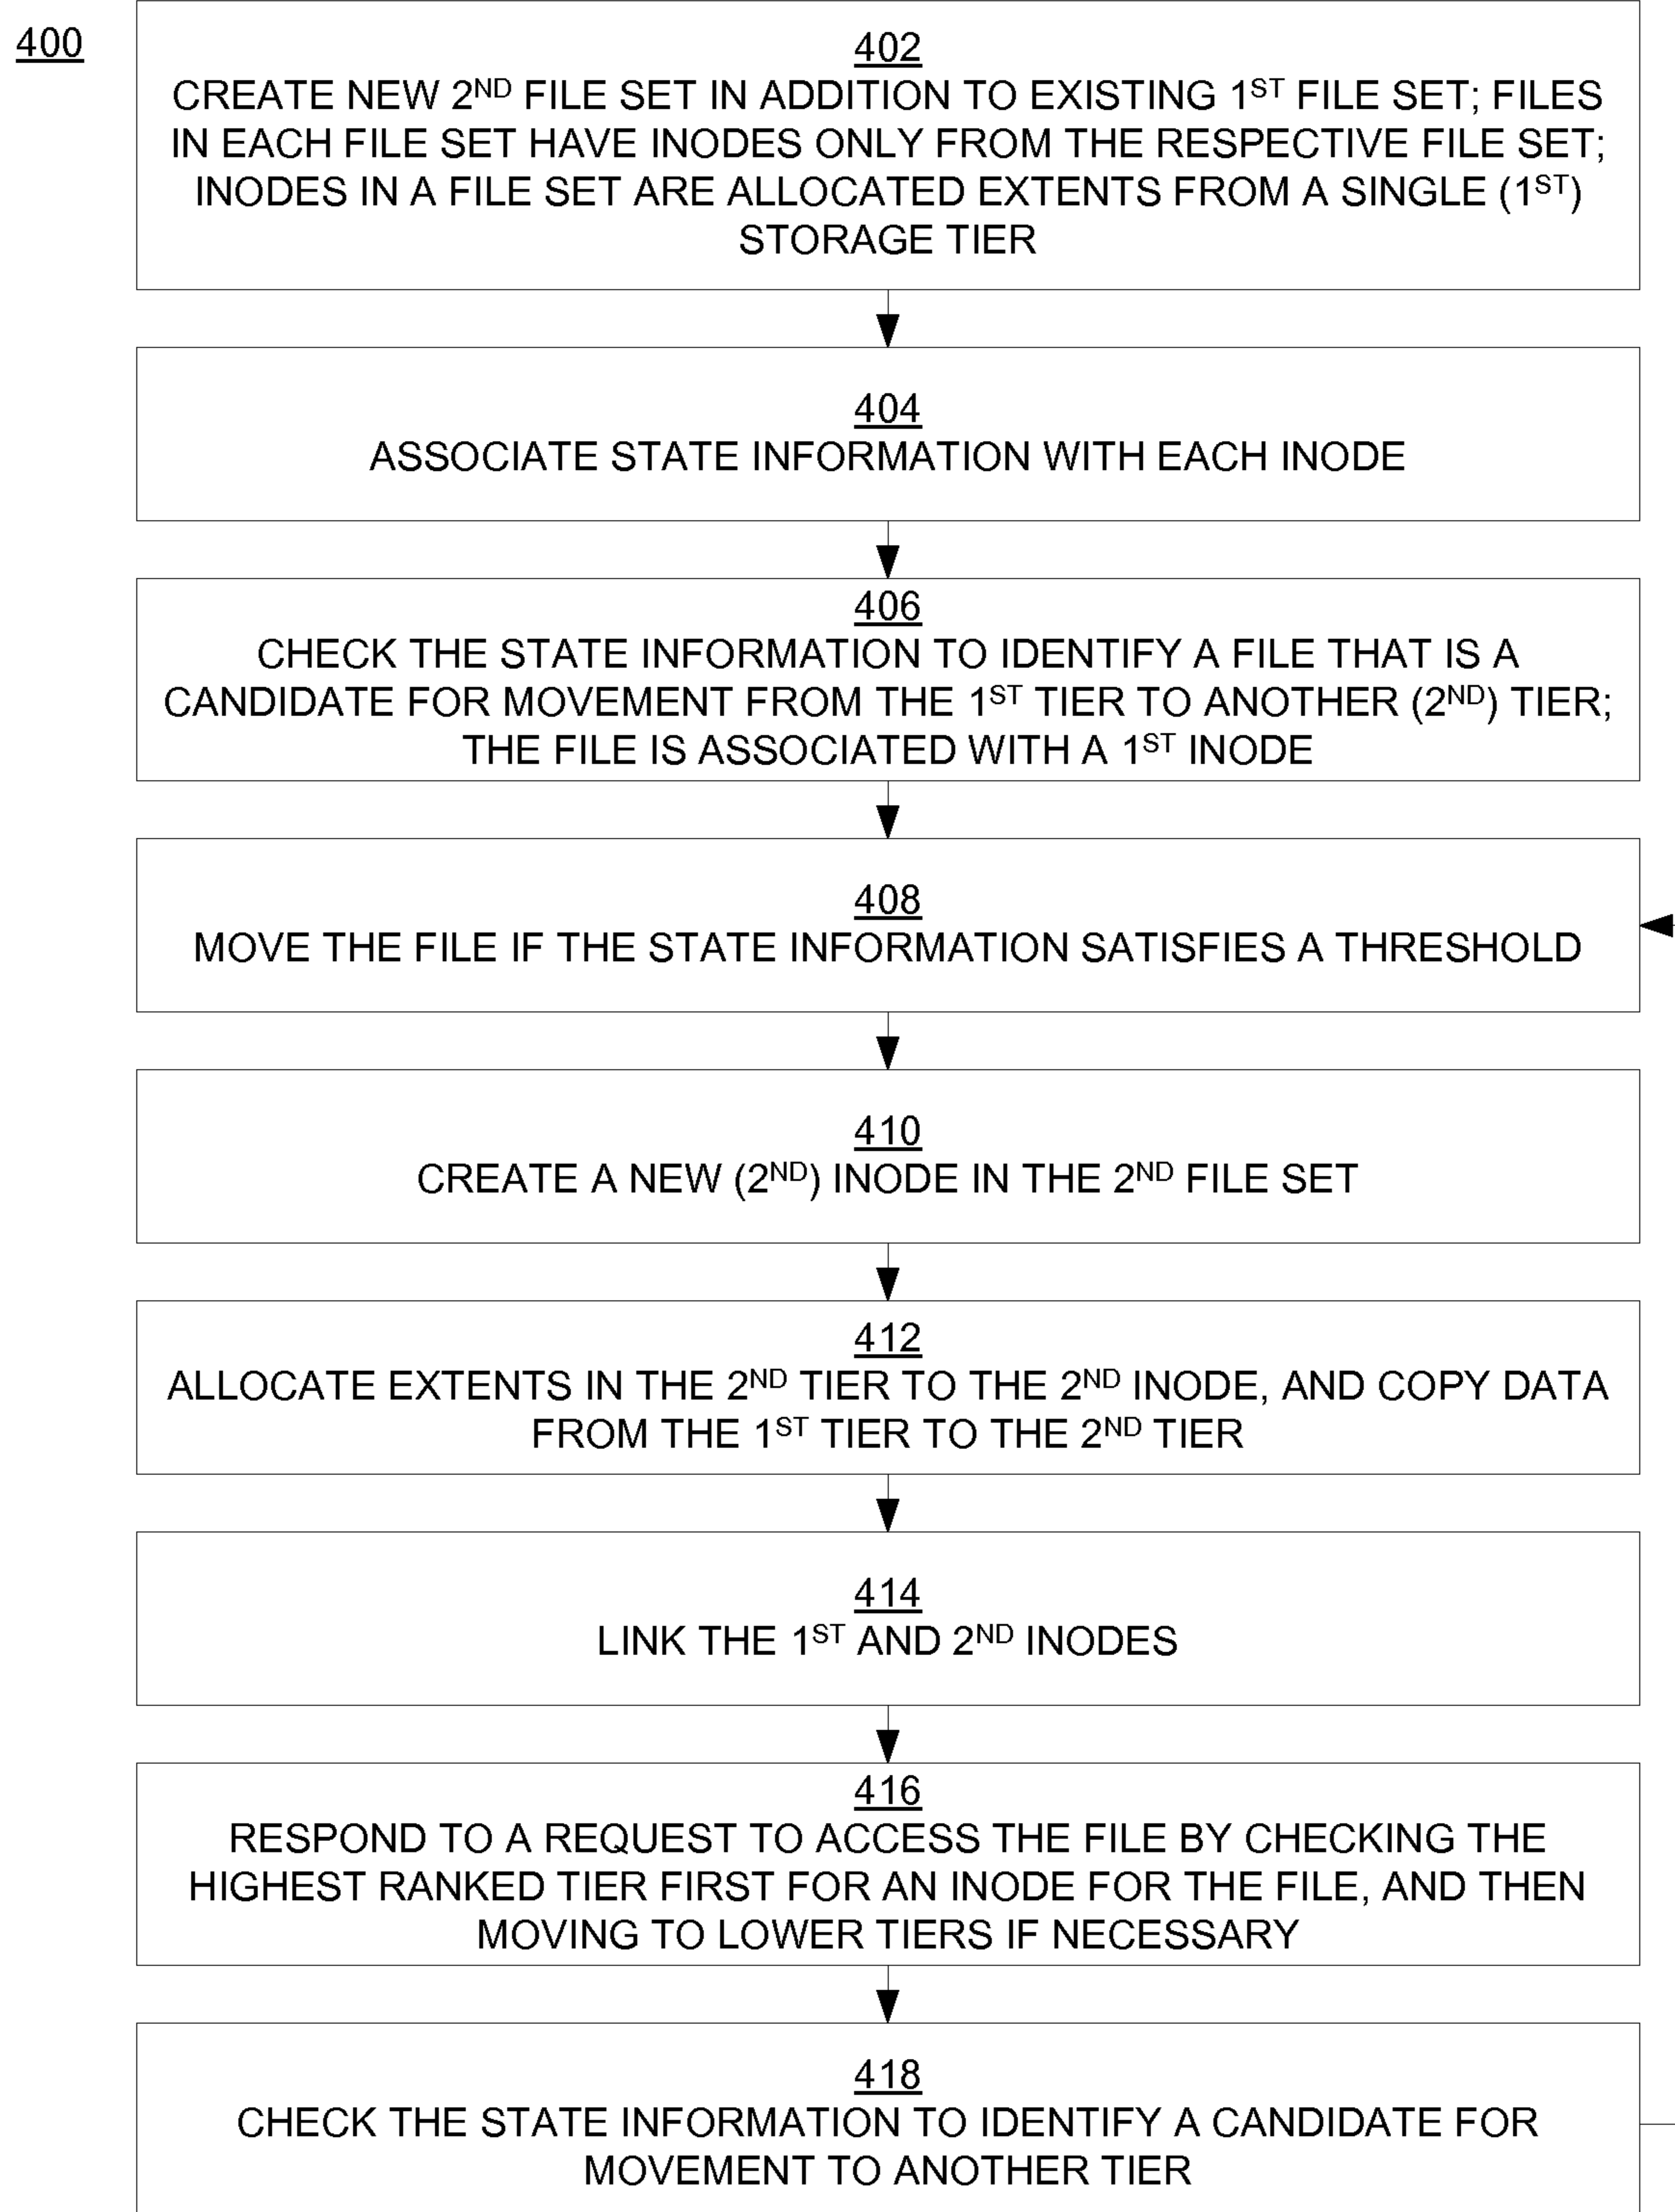 400
402
CREATE NEW 2ND FILE SET IN ADDITION TO EXISTING 1ST FILE SET; FILES
IN EACH FILE SET HAVE INODES ONLY FROM THE RESPECTIVE FILE SET;
INODES IN A FILE SET ARE ALLOCATED EXTENTS FROM A SINGLE (1ST)
STORAGE TIER
404
ASSOCIATE STATE INFORMATION WITH EACH INODE
406
CHECK THE STATE INFORMATION TO IDENTIFY A FILE THAT IS A
CANDIDATE FOR MOVEMENT FROM THE 1ST TIER TO ANOTHER (2ND) TIER;
THE FILE IS ASSOCIATED WITH A 1ST INODE
408
MOVE THE FILE IF THE STATE INFORMATION SATISFIES A THRESHOLD
410
CREATE A NEW (2ND) INODE IN THE 2ND FILE SET
412
ALLOCATE EXTENTS IN THE 2ND TIER TO THE 2ND INODE, AND COPY DATA
FROM THE 1ST TIER TO THE 2ND TIER
414
LINK THE 1ST AND 2ND INODES
416
RESPOND TO A REQUEST TO ACCESS THE FILE BY CHECKING THE
HIGHEST RANKED TIER FIRST FOR AN INODE FOR THE FILE, AND THEN
MOVING TO LOWER TIERS IF NECESSARY
418
CHECK THE STATE INFORMATION TO IDENTIFY A CANDIDATE FOR
MOVEMENT TO ANOTHER TIER